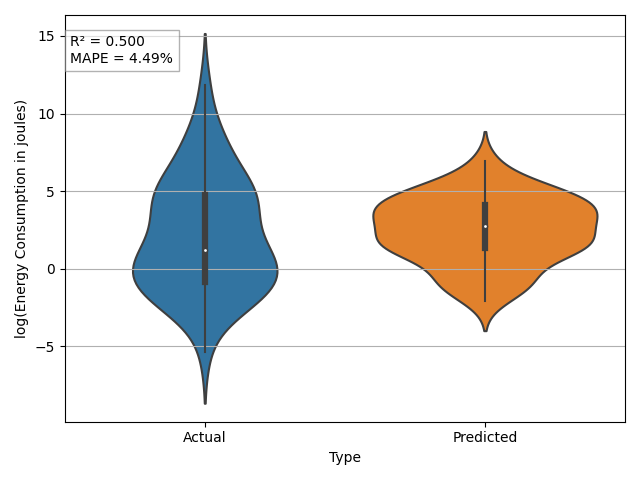 R² = 0.500
MAPE = 4.49%
15
10
5
0
−5
log(Energy Consumption in joules)
Actual
Predicted
Type